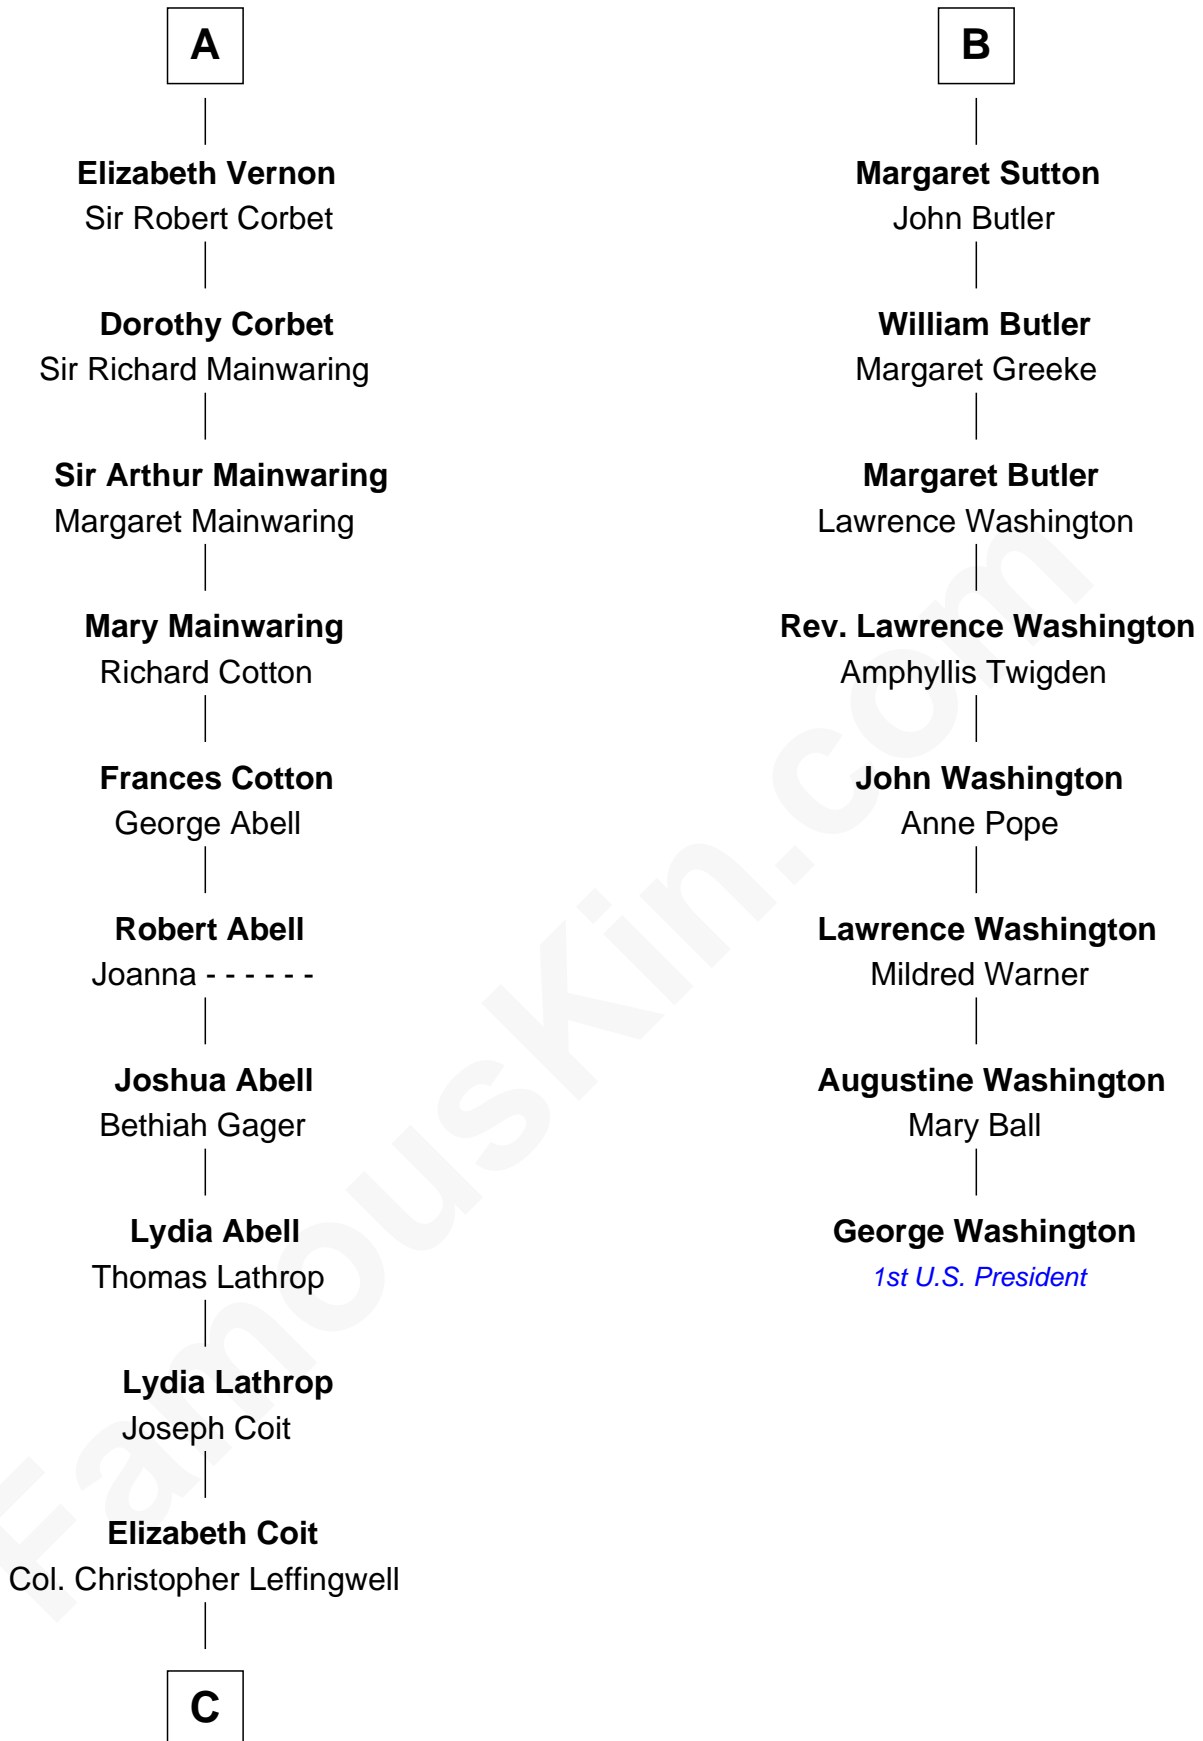 A
Elizabeth Vernon
Sir Robert Corbet
Dorothy Corbet
Sir Richard Mainwaring
Sir Arthur Mainwaring
Margaret Mainwaring
Mary Mainwaring
Richard Cotton
Frances Cotton
George Abell
Robert Abell
Joanna - - - - - -
Joshua Abell
Bethiah Gager
Lydia Abell
Thomas Lathrop
Lydia Lathrop
Joseph Coit
Elizabeth Coit
Col. Christopher Leffingwell
C
B
Margaret Sutton
John Butler
William Butler
Margaret Greeke
Margaret Butler
Lawrence Washington
Rev. Lawrence Washington
Amphyllis Twigden
John Washington
Anne Pope
Lawrence Washington
Mildred Warner
Augustine Washington
Mary Ball
George Washington
1st U.S. President
FamousKin.com